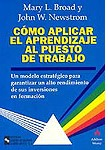 Mary L. Broad y
John W. Newstrom
CÓMO APLICAR EL
APRENDIZAJE AL
PUESTO DE TRABAJO
Un modelo estratégico para
garantizar un alto rendimiento de
sus inversiones
en formación